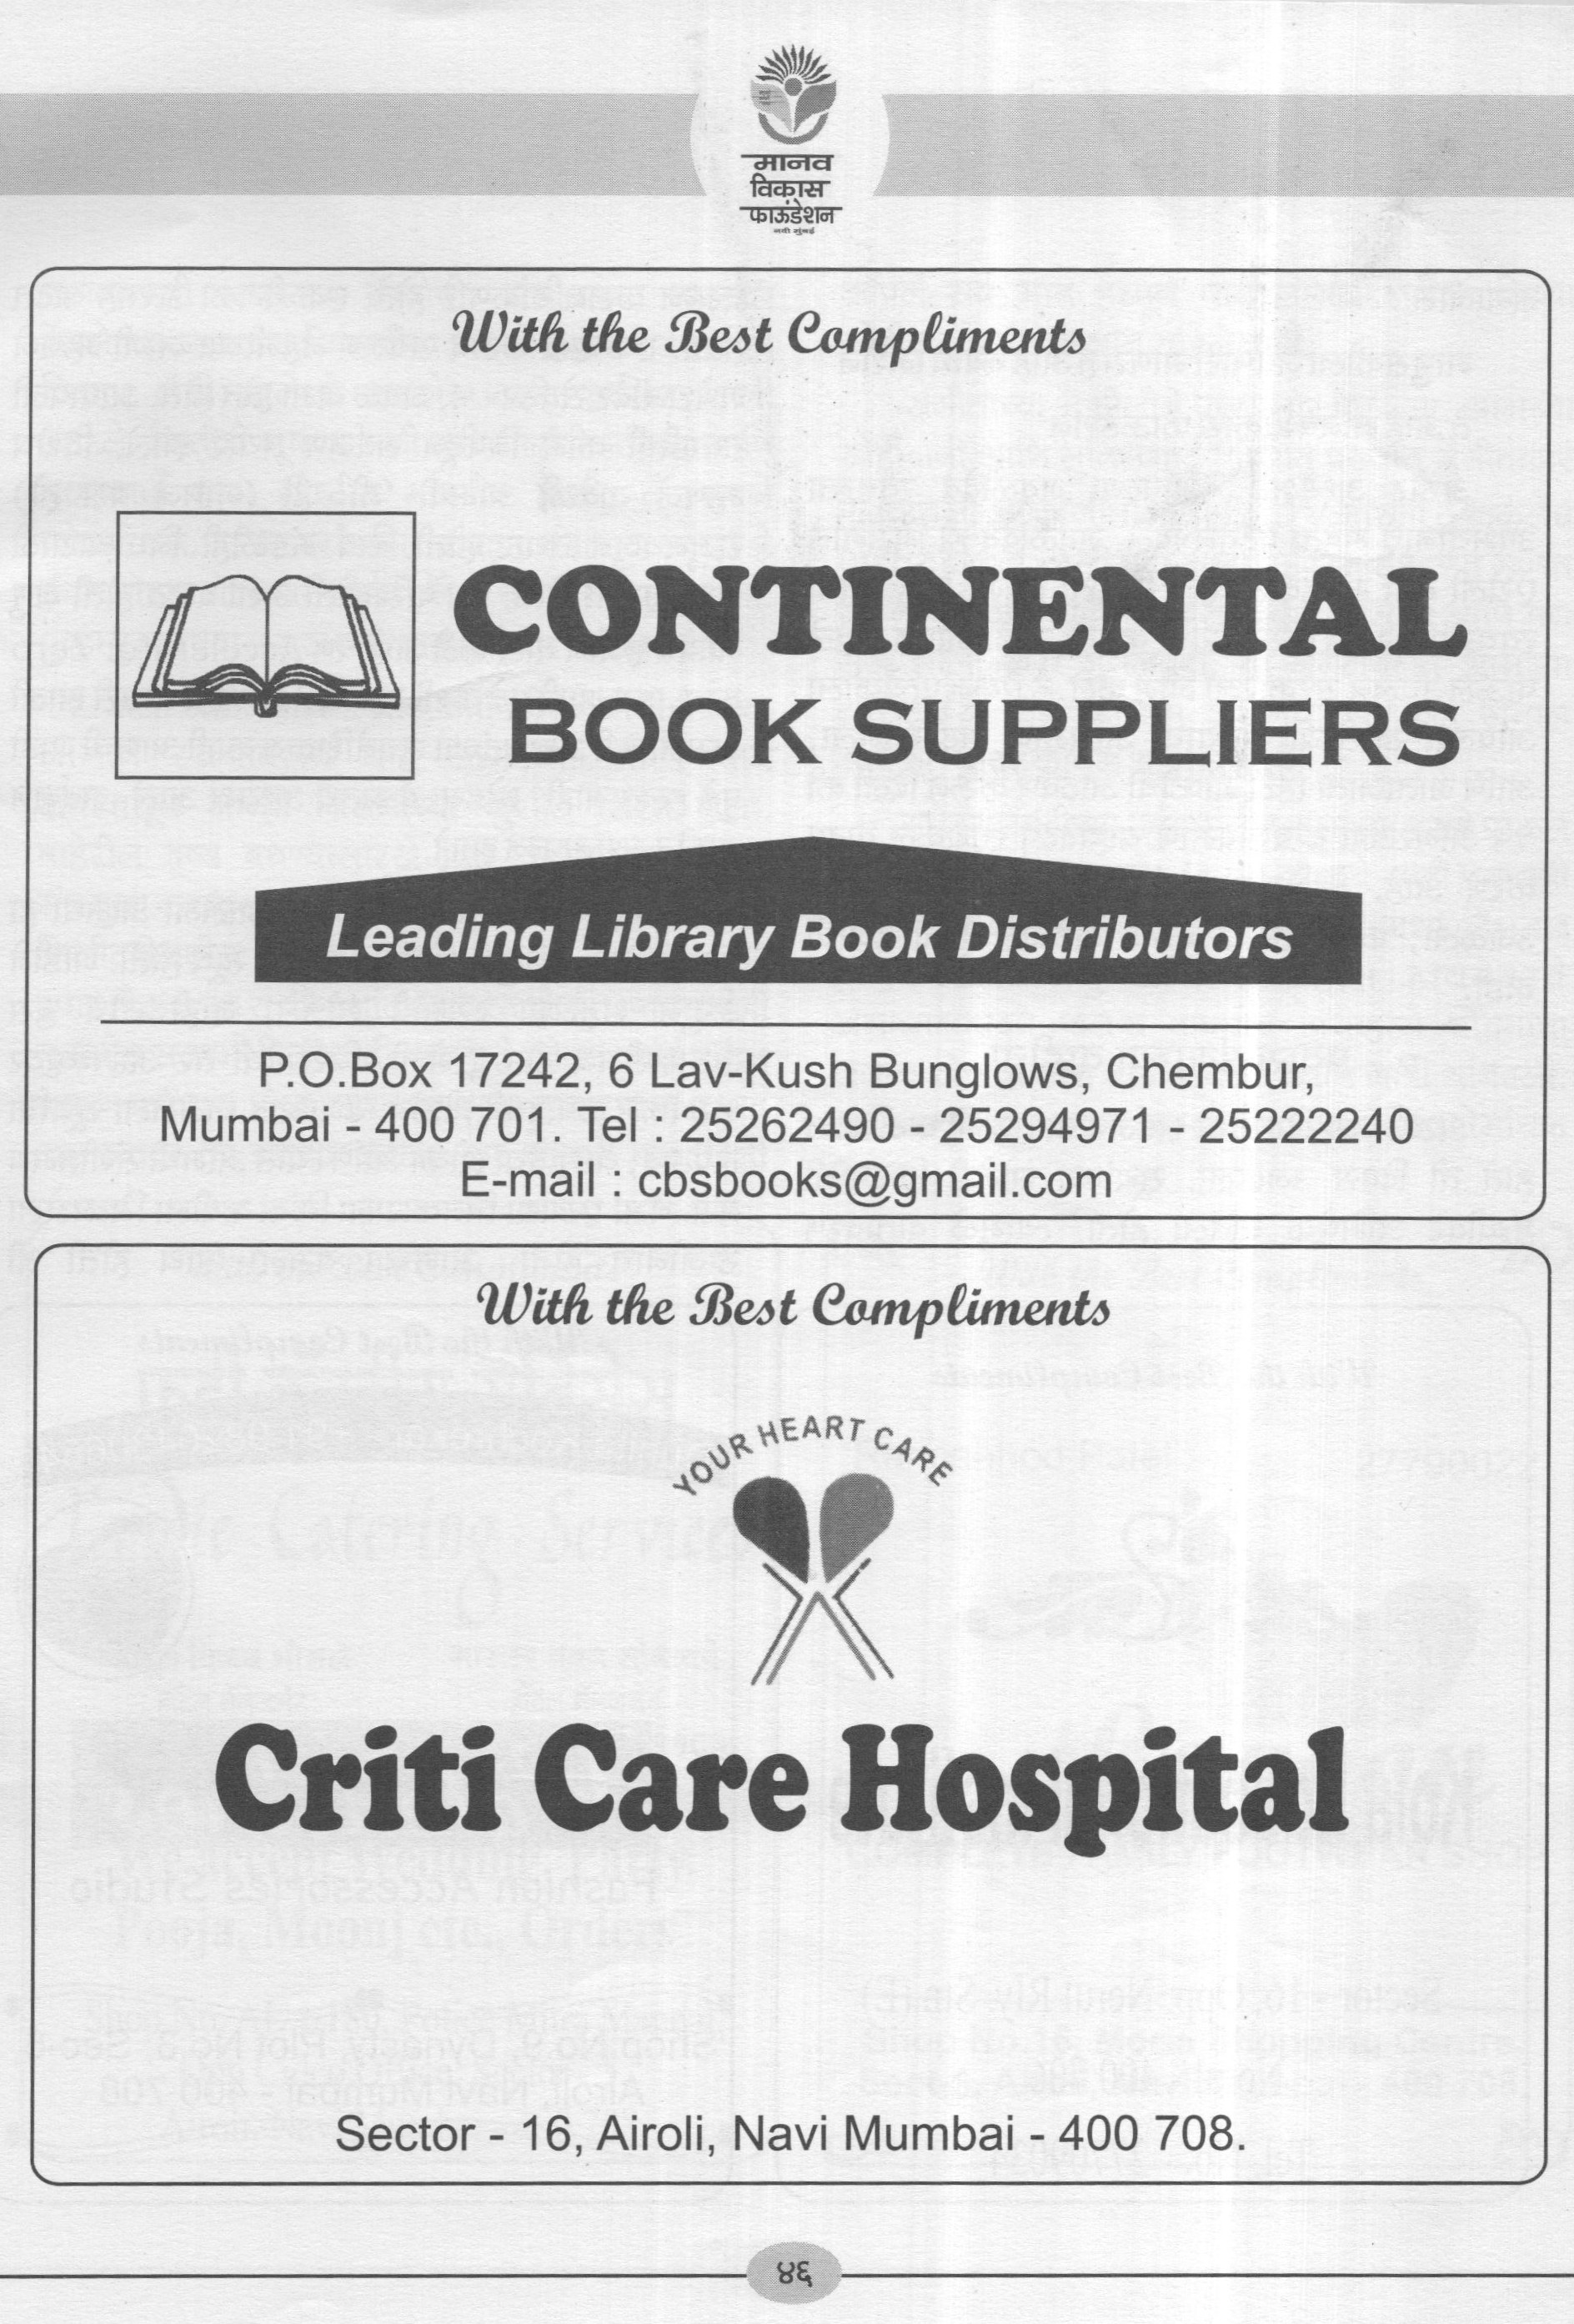 मानव
विकास
फाऊंडेशन
नवी मुंबई
With the Best Compliments
CONTINENTAL
BOOK SUPPLIERS
Leading Library Book Distributors
P.O.Box 17242, 6 Lav-Kush Bunglows, Chembur,
Mumbai - 400 701. Tel : 25262490 - 25294971 - 25222240
E-mail : cbsbooks@gmail.com
With the Best Compliments
YOUR HEART CARE
Criti Care Hospital
Sector - 16, Airoli, Navi Mumbai - 400 708.
४६